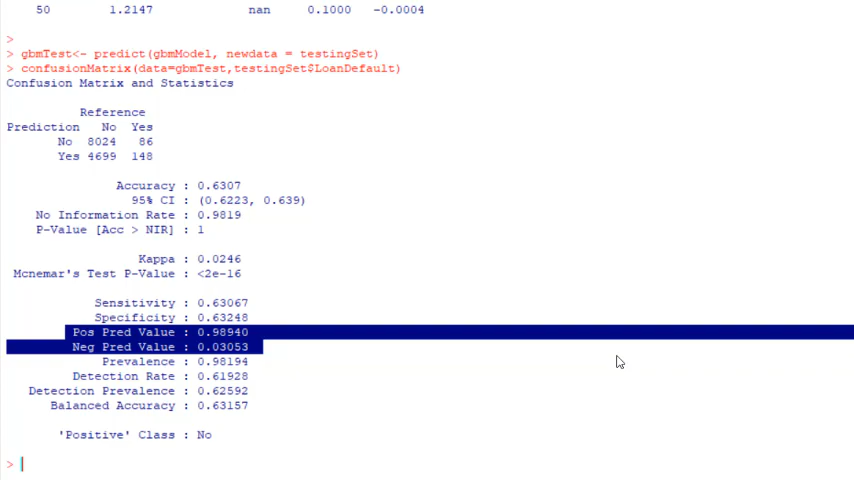 50 1.2147 nan 0.1000 -0.0004
>
> gbmTest<- predict(gbmModel, newdata = testingSet)
> confusionMatrix(data=gbmTest,testingSet$LoanDefault)
Confusion Matrix and Statistics
Reference
Prediction No Yes
No 8024 86
Yes 4699 148
Accuracy : 0.6307
95% CI : (0.6223, 0.639)
No Information Rate : 0.9819
P-Value [Acc > NIR] : 1
Kappa : 0.0246
Mcnemar's Test P-Value : <2e-16
Sensitivity : 0.63067
Specificity : 0.63248
Pos Pred Value : 0.98940
Neg Pred Value : 0.03053
Prevalence : 0.98194
Detection Rate : 0.61928
Detection Prevalence : 0.62592
Balanced Accuracy : 0.63157
'Positive' Class : No
>